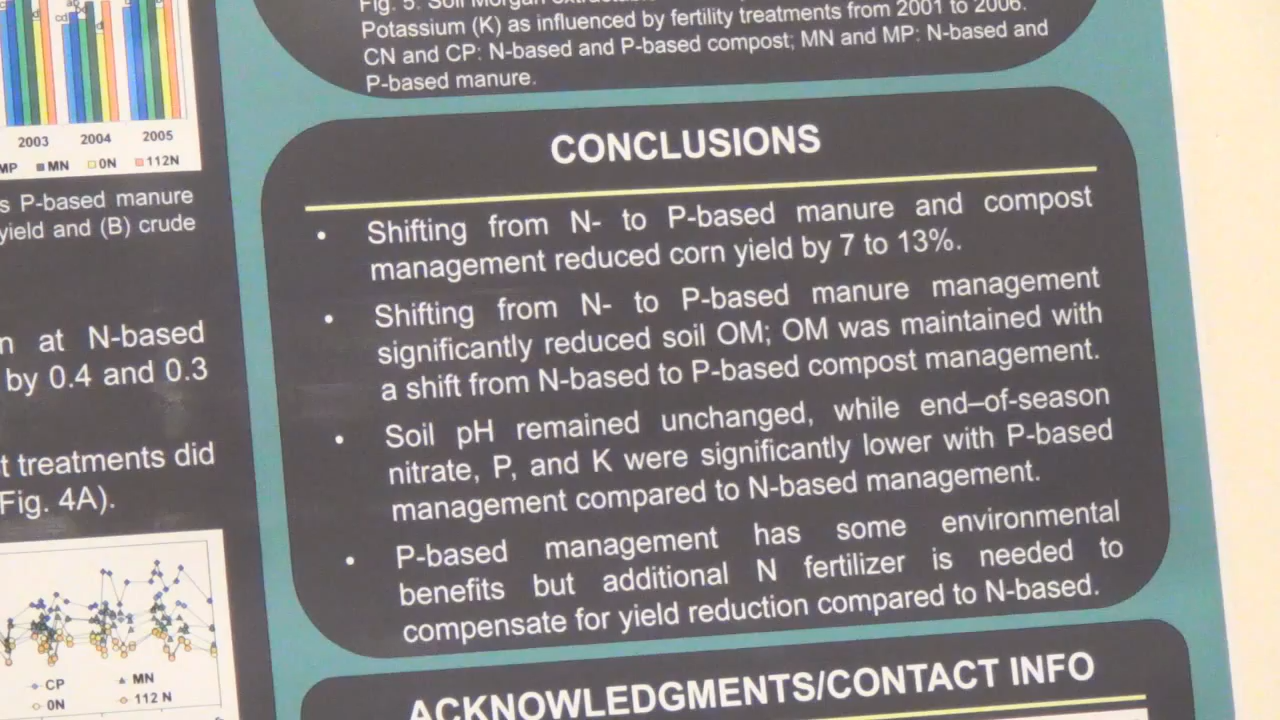 2003 2004 2005
MP MN 0N 112N
s P-based manure
yield and (B) crude
n at N-based
by 0.4 and 0.3
t treatments did
Fig. 4A).
CP MN
0N 112 N
Fig. 5. Soil Morgan
Potassium (K) as influenced by fertility treatments from 2001 to 2006.
CN and CP: N-based and P-based compost; MN and MP: N-based and
P-based manure.
CONCLUSIONS
• Shifting from N- to P-based manure and compost
management reduced corn yield by 7 to 13%.
• Shifting from N- to P-based manure management
significantly reduced soil OM; OM was maintained with
a shift from N-based to P-based compost management.
• Soil pH remained unchanged, while end–of-season
nitrate, P, and K were significantly lower with P-based
management compared to N-based management.
• P-based management has some environmental
benefits but additional N fertilizer is needed to
compensate for yield reduction compared to N-based.
ACKNOWLEDGMENTS/CONTACT INFO